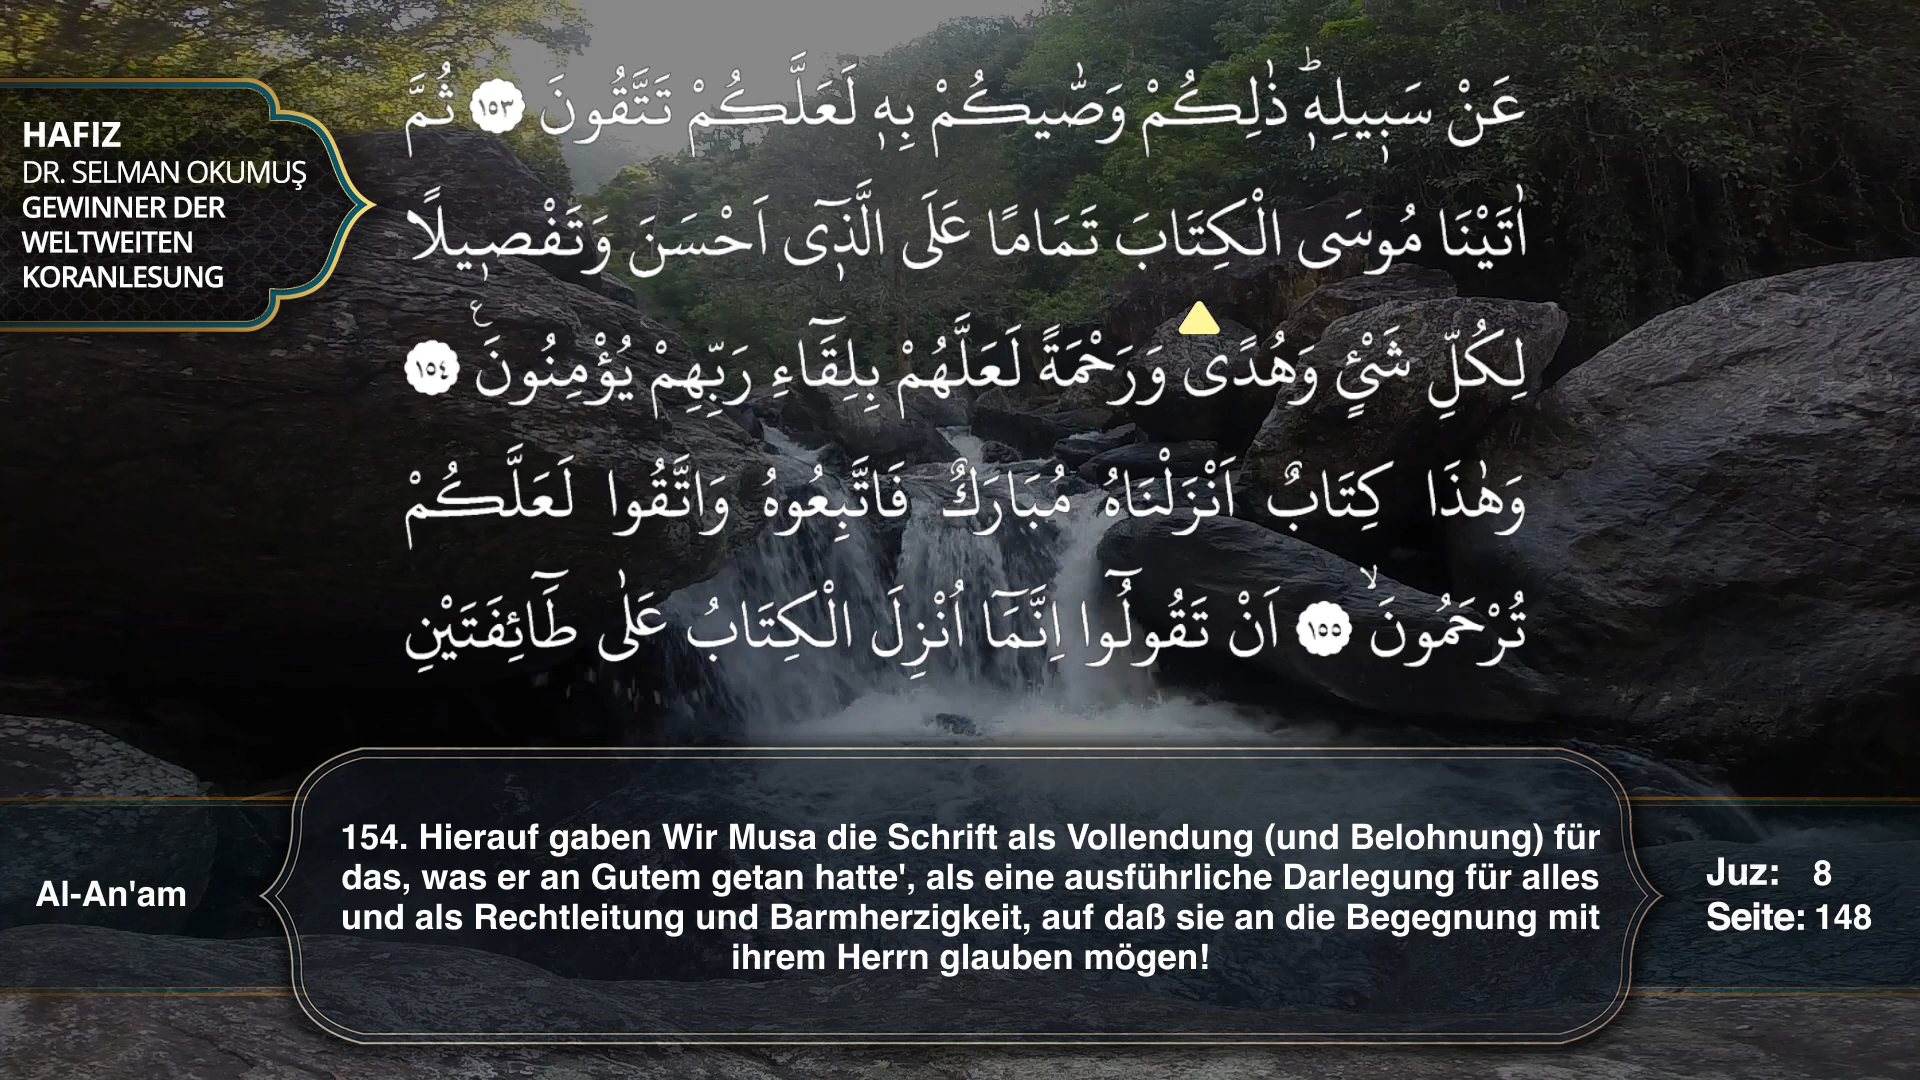 HAFIZ
DR. SELMAN OKUMUŞ
GEWINNER DER
WELTWEITEN
KORANLESUNG
عَنْ سَبٖيلِهٖۜ ذٰلِكُمْ وَصّٰيكُمْ بِهٖ لَعَلَّكُمْ تَتَّقُونَ ١٥٣ ثُمَّ
اٰتَيْنَا مُوسَى الْكِتَابَ تَمَامًا عَلَى الَّذٖٓى اَحْسَنَ وَتَفْصٖيلًا
لِكُلِّ شَيْئٍ وَهُدًى وَرَحْمَةً لَعَلَّهُمْ بِلِقَٓاءِ رَبِّهِمْ يُؤْمِنُونَ ع ١٥٤
وَهٰذَا كِتَابٌ اَنْزَلْنَاهُ مُبَارَكٌ فَاتَّبِعُوهُ وَاتَّقُوا لَعَلَّكُمْ
تُرْحَمُونَۙ ١٥٥ اَنْ تَقُولُٓوا اِنَّمَٓا اُنْزِلَ الْكِتَابُ عَلٰى طَٓائِفَتَيْنِ
Al-An'am
154. Hierauf gaben Wir Musa die Schrift als Vollendung (und Belohnung) für
das, was er an Gutem getan hatte', als eine ausführliche Darlegung für alles
und als Rechtleitung und Barmherzigkeit, auf daß sie an die Begegnung mit
ihrem Herrn glauben mögen!
Juz: 8
Seite: 148